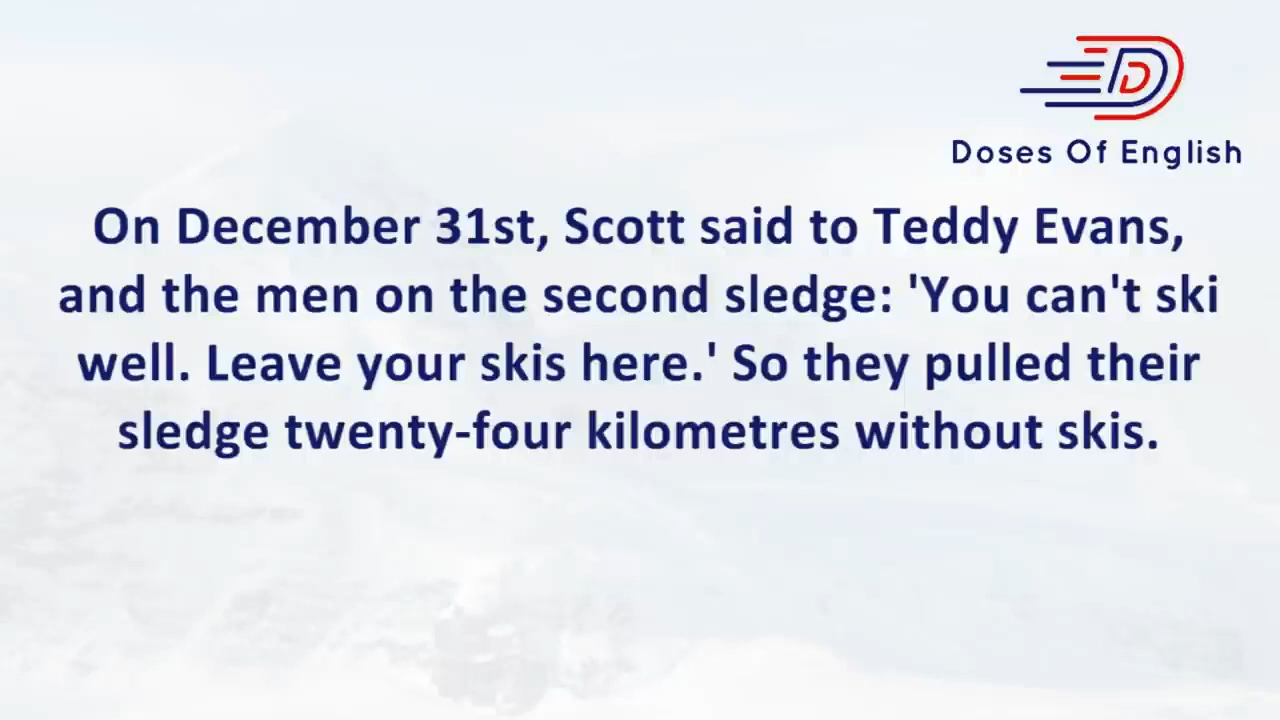 Doses Of English
On December 31st, Scott said to Teddy Evans,
and the men on the second sledge: 'You can't ski
well. Leave your skis here.' So they pulled their
sledge twenty-four kilometres without skis.